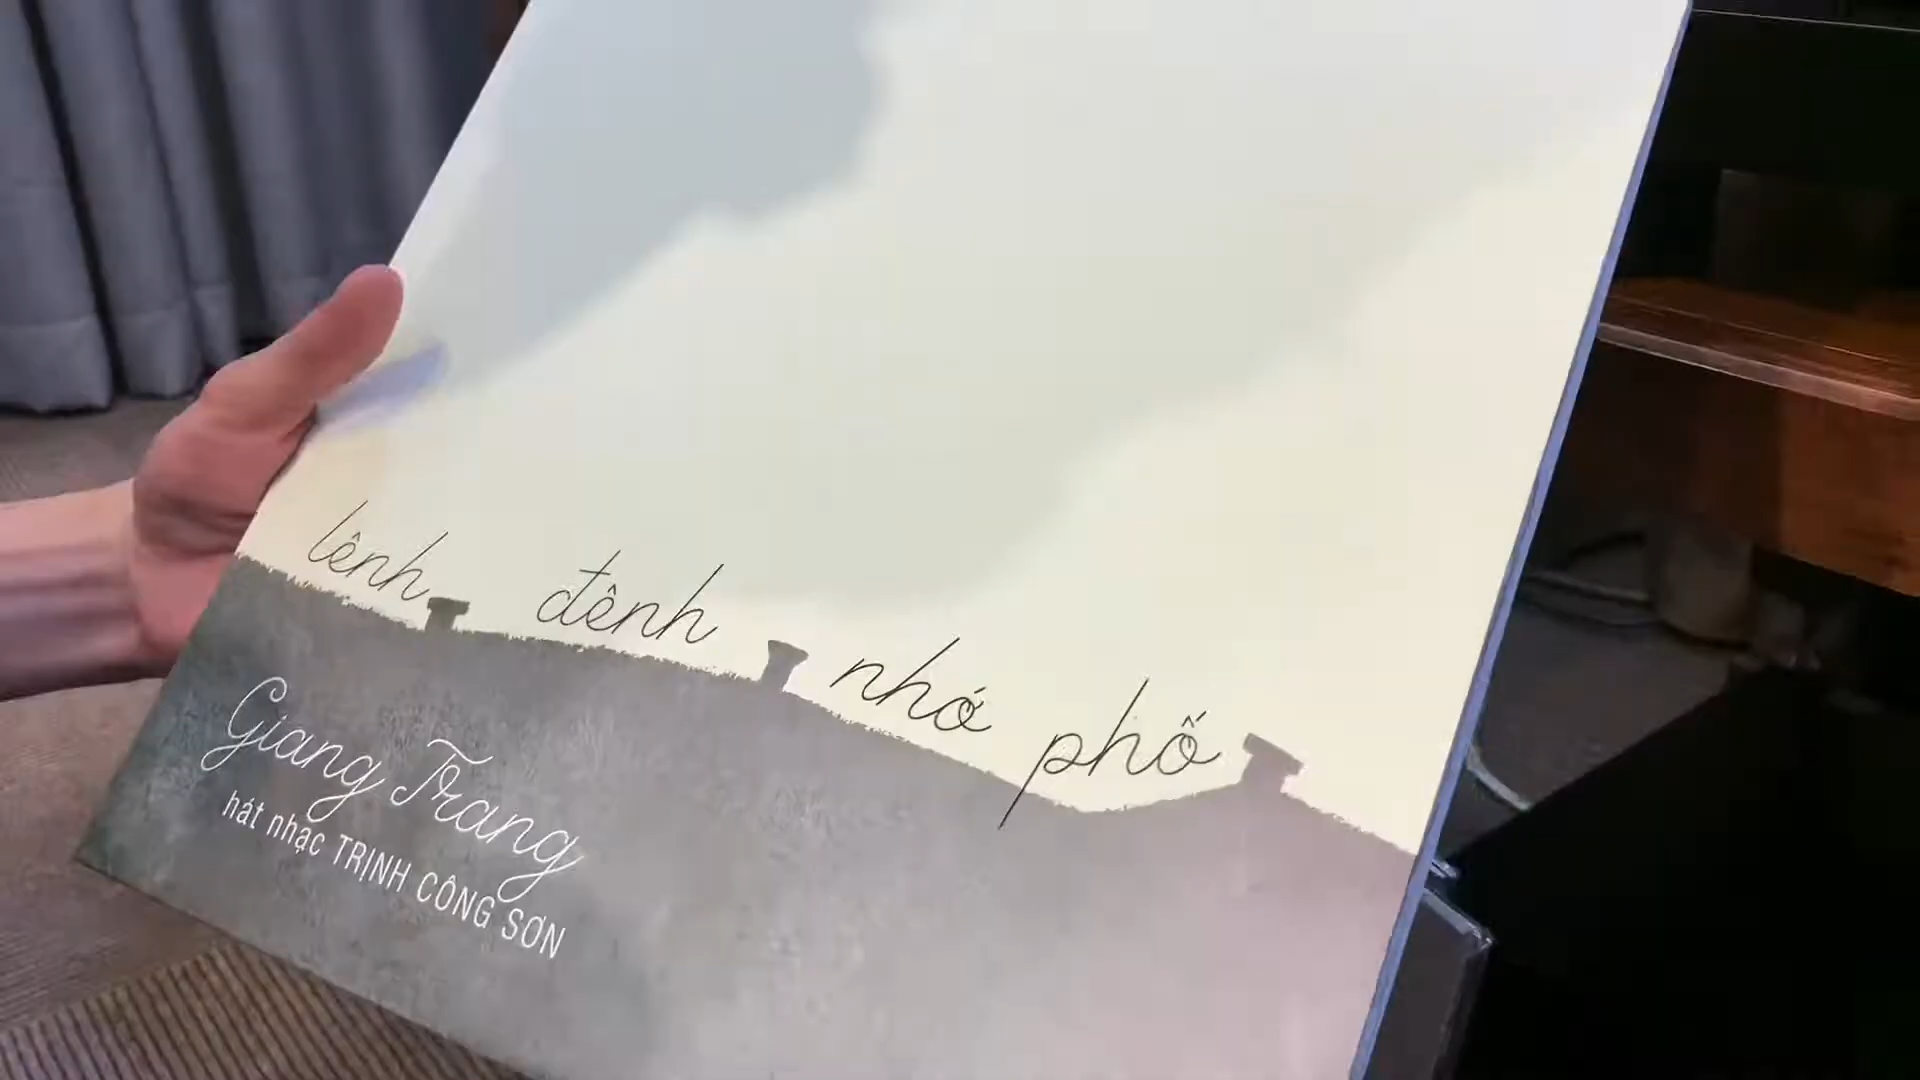 lênh đênh nhớ phố
Giang Trang
hát nhạc TRỊNH CÔNG SƠN